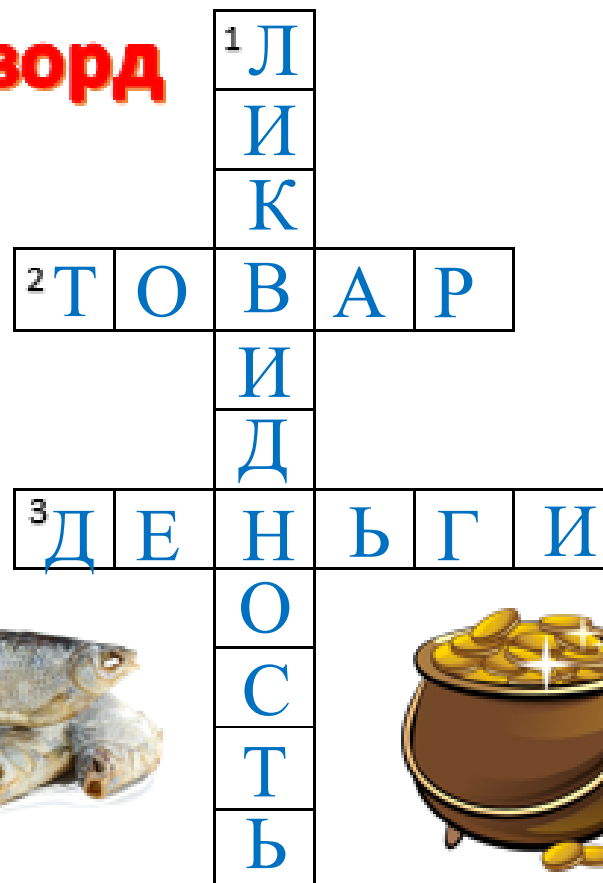 ворд
1 Л
И
К
2 Т О В А Р
И
Д
3 Д Е Н Ь Г И
О
С
Т
Ь